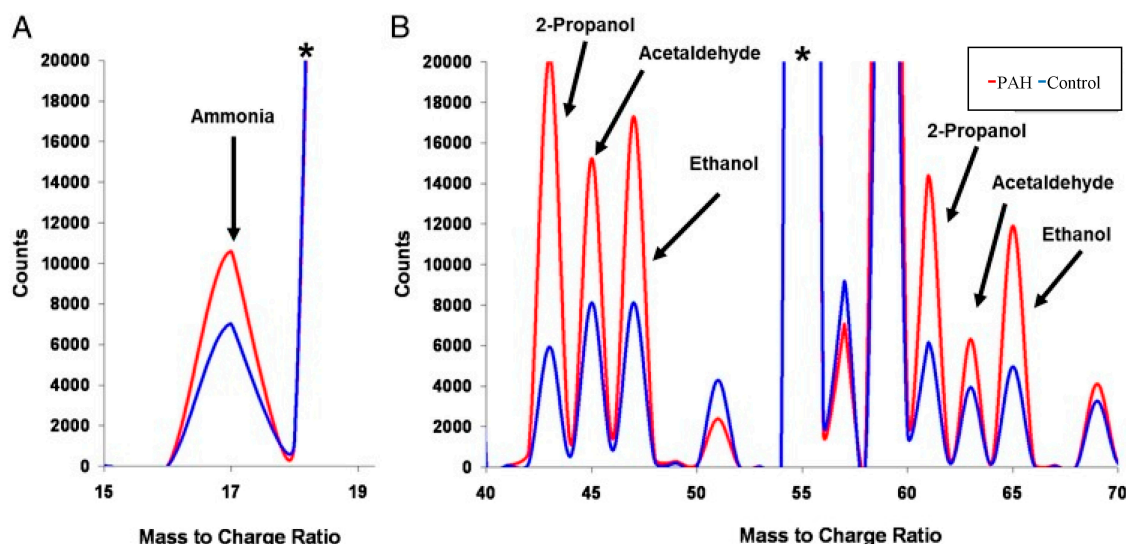 A
20000
18000
16000
14000
12000
10000
8000
6000
4000
2000
0
Counts
Ammonia
*
15 17 19
Mass to Charge Ratio
B
20000
18000
16000
14000
12000
10000
8000
6000
4000
2000
0
Counts
2-Propanol
Acetaldehyde
Ethanol
*
PAH Control
2-Propanol
Acetaldehyde
Ethanol
40 45 50 55 60 65 70
Mass to Charge Ratio